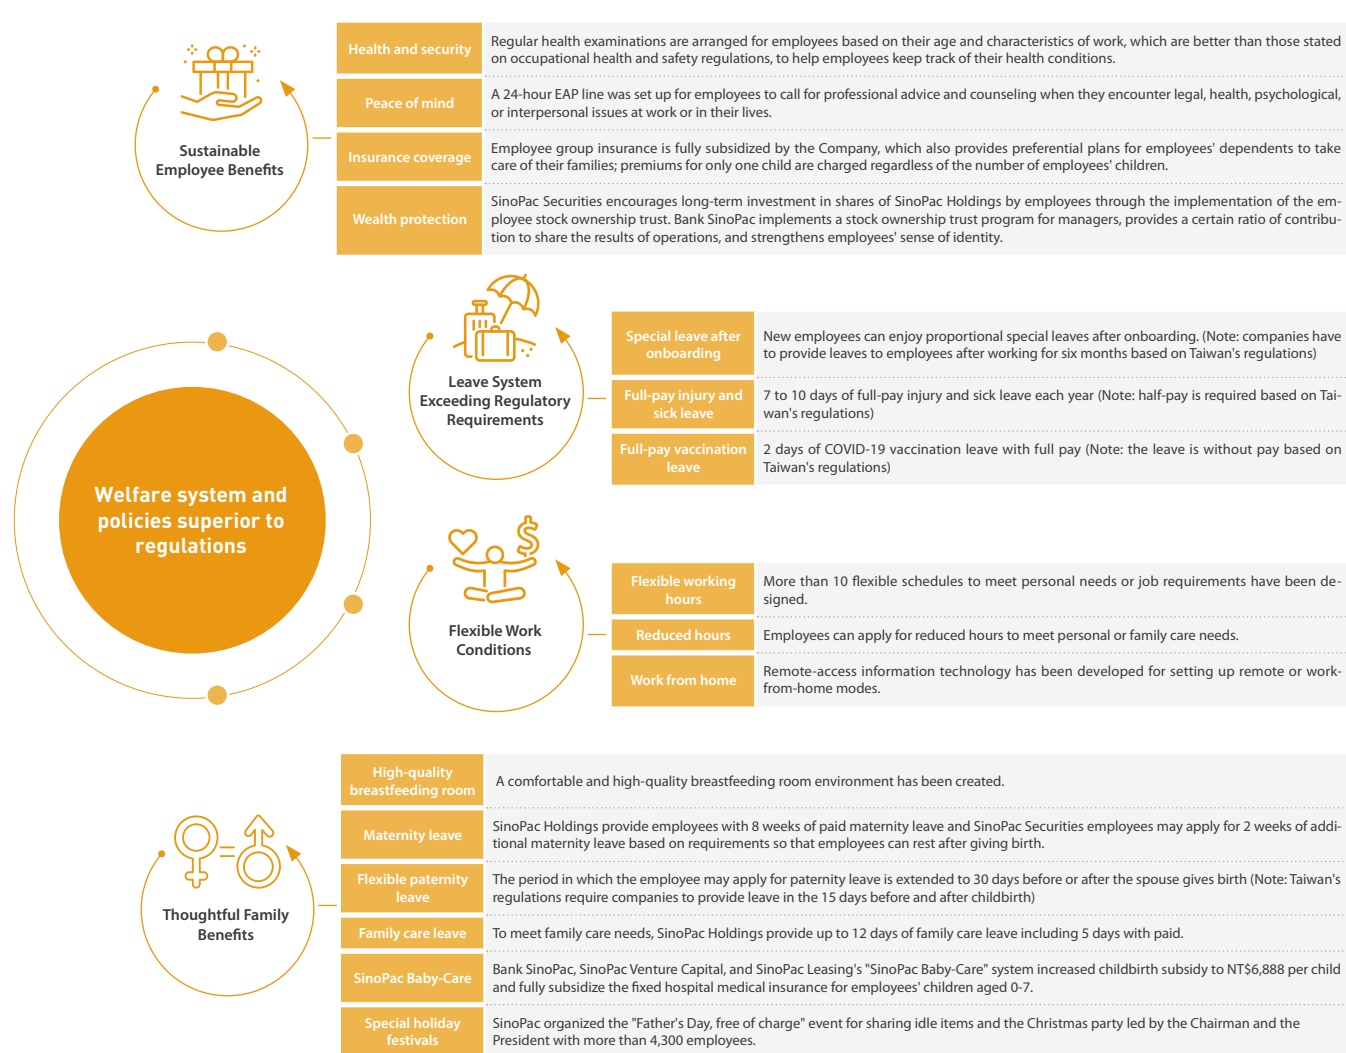 Sustainable
Employee Benefits
Health and security
Regular health examinations are arranged for employees based on their age and characteristics of work, which are better than those stated
on occupational health and safety regulations, to help employees keep track of their health conditions.
Peace of mind
A 24-hour EAP line was set up for employees to call for professional advice and counseling when they encounter legal, health, psychological,
or interpersonal issues at work or in their lives.
Insurance coverage
Employee group insurance is fully subsidized by the Company, which also provides preferential plans for employees' dependents to take
care of their families; premiums for only one child are charged regardless of the number of employees' children.
Wealth protection
SinoPac Securities encourages long-term investment in shares of SinoPac Holdings by employees through the implementation of the em-
ployee stock ownership trust. Bank SinoPac implements a stock ownership trust program for managers, provides a certain ratio of contribu-
tion to share the results of operations, and strengthens employees' sense of identity.
Welfare system and
policies superior to
regulations
Leave System
Exceeding Regulatory
Requirements
Special leave after
onboarding
New employees can enjoy proportional special leaves after onboarding. (Note: companies have
to provide leaves to employees after working for six months based on Taiwan's regulations)
Full-pay injury and
sick leave
7 to 10 days of full-pay injury and sick leave each year (Note: half-pay is required based on Tai-
wan's regulations)
Full-pay vaccination
leave
2 days of COVID-19 vaccination leave with full pay (Note: the leave is without pay based on
Taiwan's regulations)
Flexible Work
Conditions
Flexible working
hours
More than 10 flexible schedules to meet personal needs or job requirements have been de-
signed.
Reduced hours
Employees can apply for reduced hours to meet personal or family care needs.
Work from home
Remote-access information technology has been developed for setting up remote or work-
from-home modes.
Thoughtful Family
Benefits
High-quality
breastfeeding room
A comfortable and high-quality breastfeeding room environment has been created.
Maternity leave
SinoPac Holdings provide employees with 8 weeks of paid maternity leave and SinoPac Securities employees may apply for 2 weeks of addi-
tional maternity leave based on requirements so that employees can rest after giving birth.
Flexible paternity
leave
The period in which the employee may apply for paternity leave is extended to 30 days before or after the spouse gives birth (Note: Taiwan's
regulations require companies to provide leave in the 15 days before and after childbirth)
Family care leave
To meet family care needs, SinoPac Holdings provide up to 12 days of family care leave including 5 days with paid.
SinoPac Baby-Care
Bank SinoPac, SinoPac Venture Capital, and SinoPac Leasing's "SinoPac Baby-Care" system increased childbirth subsidy to NT$6,888 per child
and fully subsidize the fixed hospital medical insurance for employees' children aged 0-7.
Special holiday
festivals
SinoPac organized the "Father's Day, free of charge" event for sharing idle items and the Christmas party led by the Chairman and the
President with more than 4,300 employees.